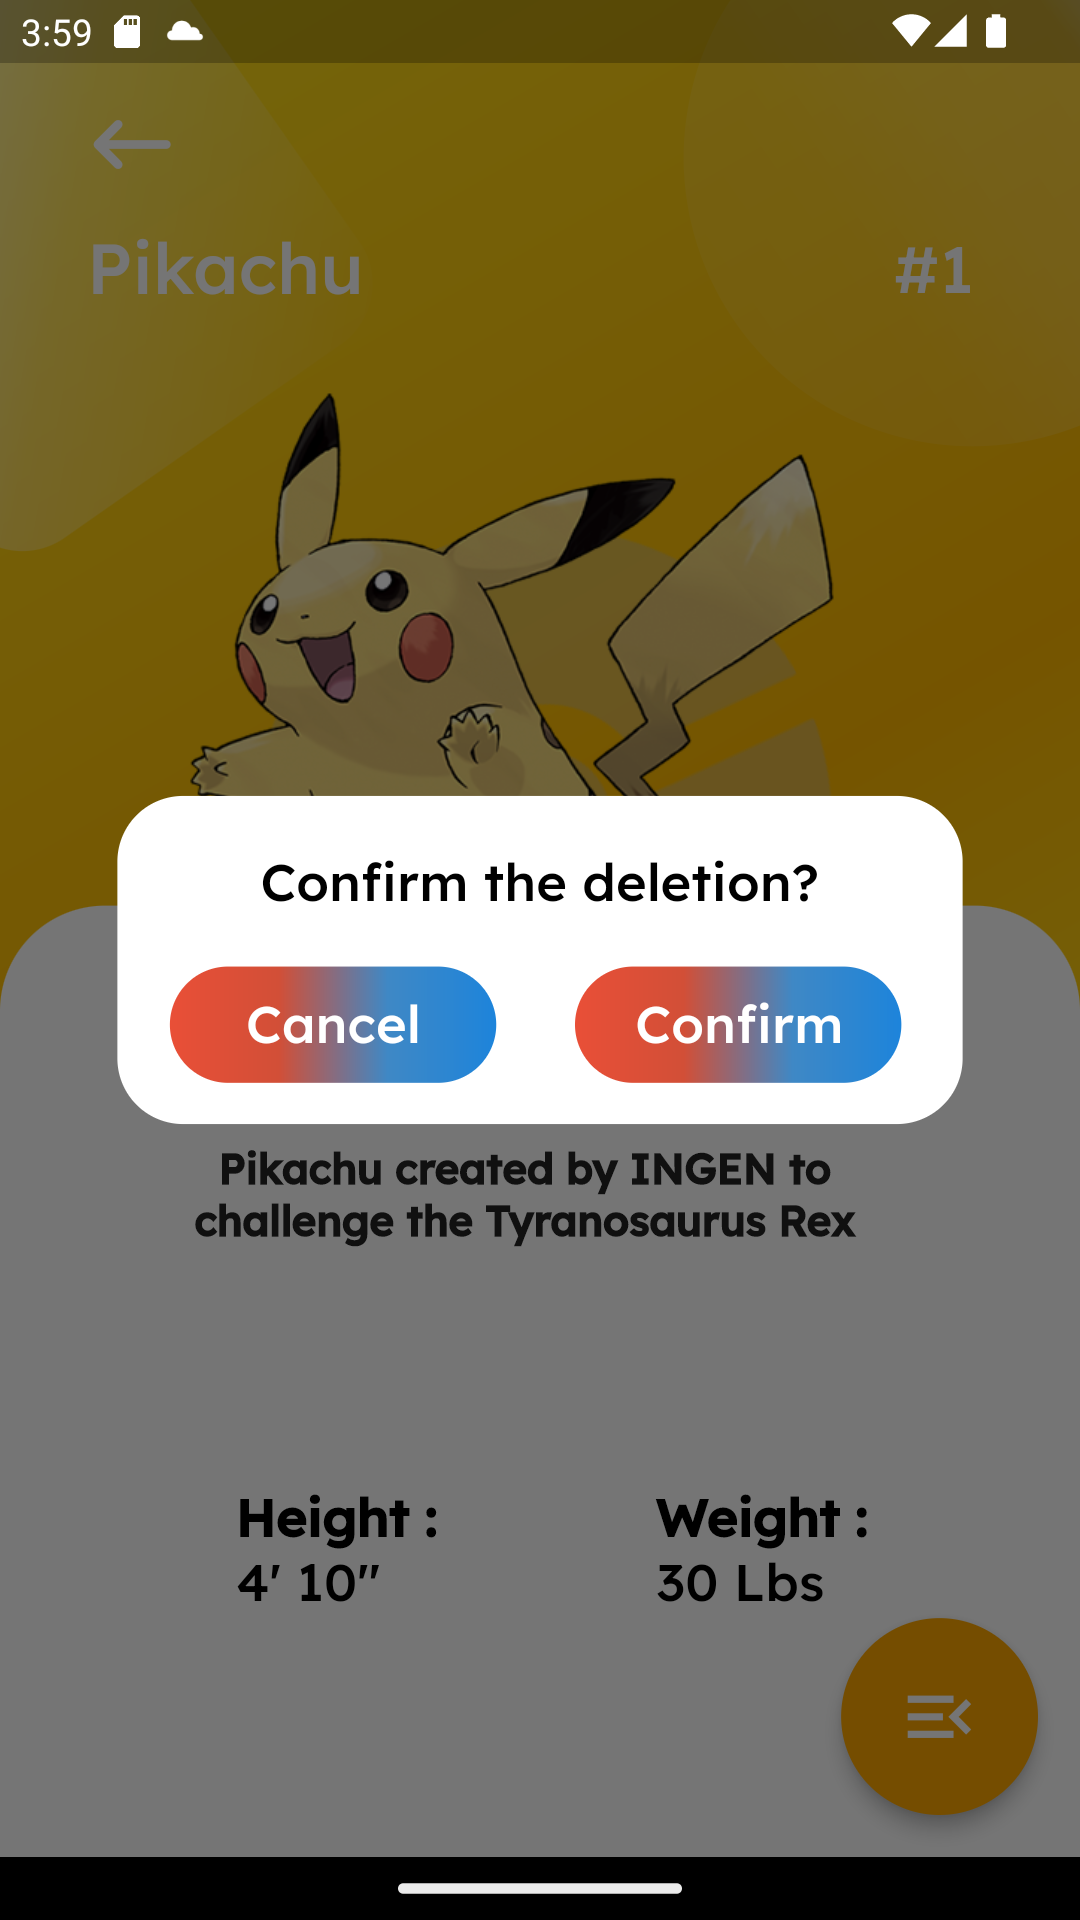 3:59
Pikachu
#1
Confirm the deletion?
Cancel
Confirm
Pikachu created by INGEN to
challenge the Tyranosaurus Rex
Height :
Weight :
4' 10"
30 Lbs